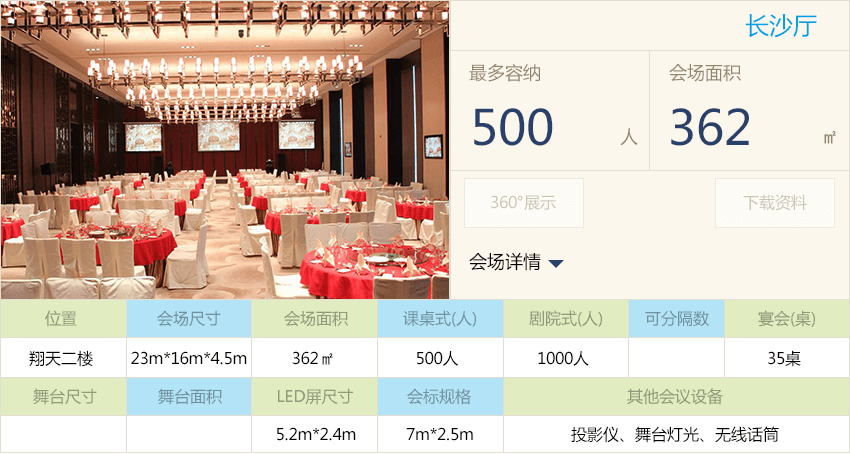 长沙厅
最多容纳 会场面积
500 人 362 ㎡
360°展示 下载资料
会场详情
位置 会场尺寸 会场面积 课桌式(人) 剧院式(人) 可分隔数 宴会(桌)
翔天二楼 23m*16m*4.5m 362㎡ 500人 1000人 35桌
舞台尺寸 舞台面积 LED屏尺寸 会标规格 其他会议设备
5.2m*2.4m 7m*2.5m 投影仪、舞台灯光、无线话筒